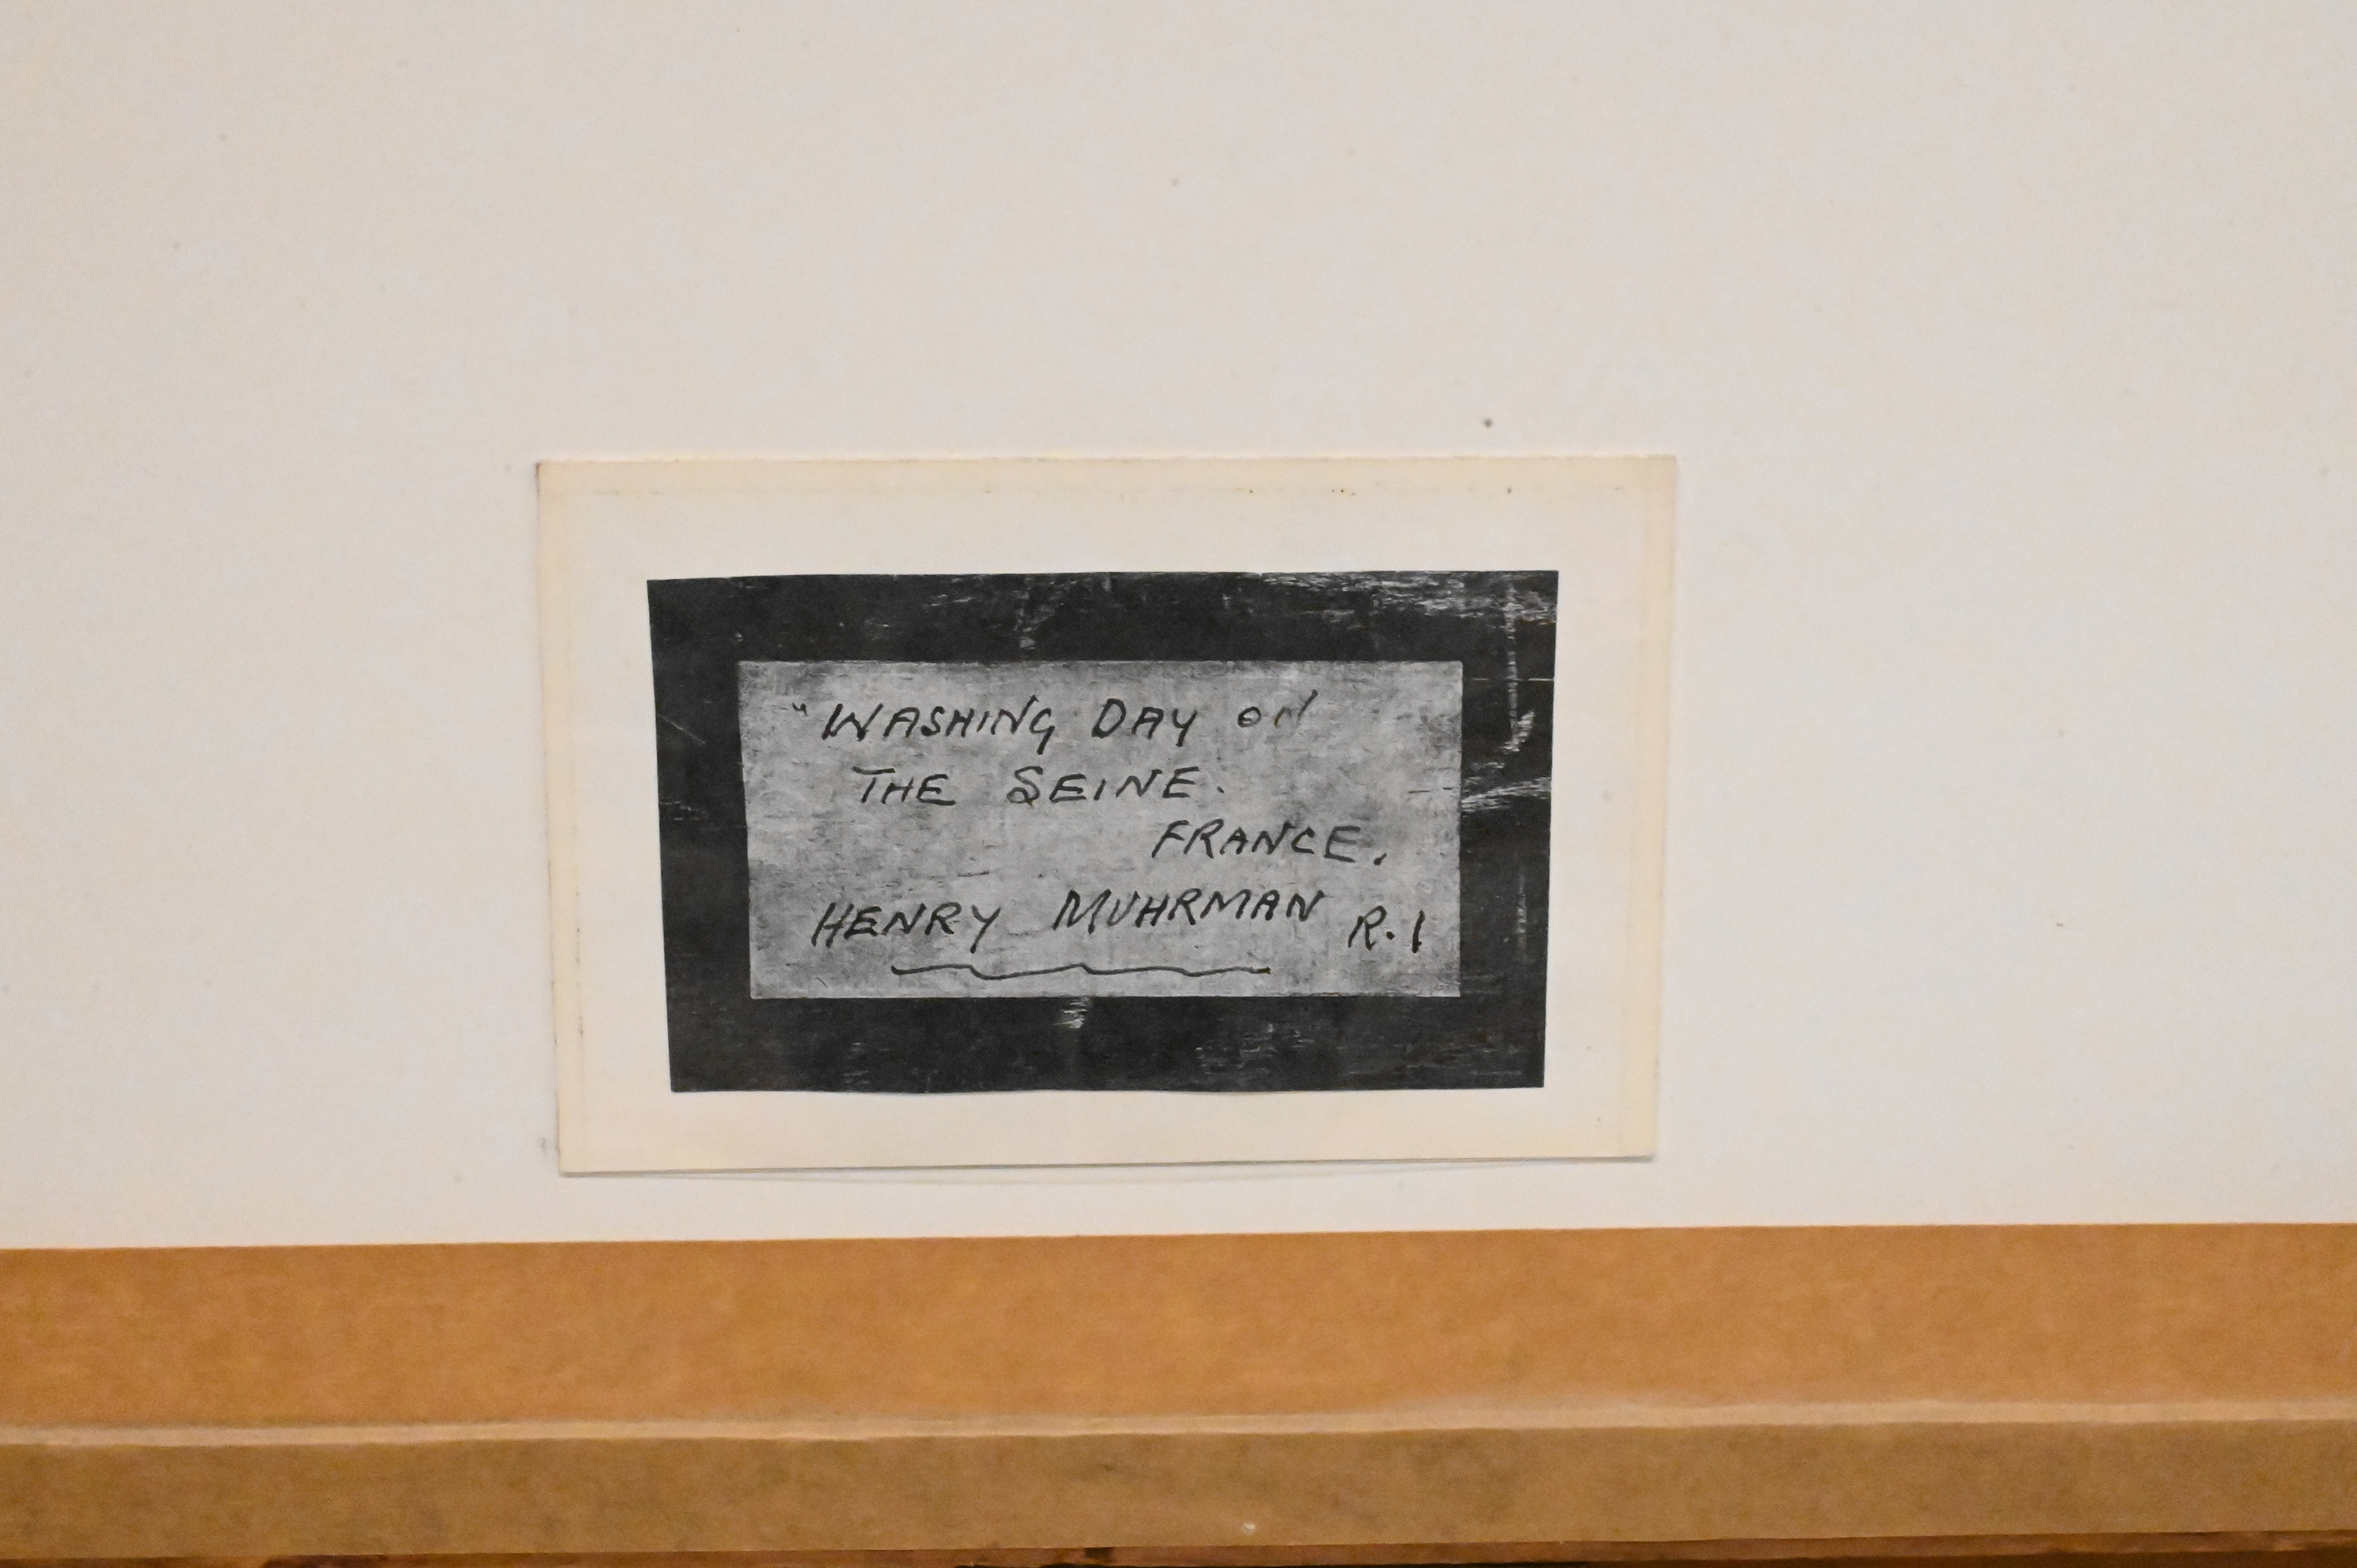 "WASHING DAY ON
THE SEINE.
FRANCE.
HENRY MUHRMAN R.I